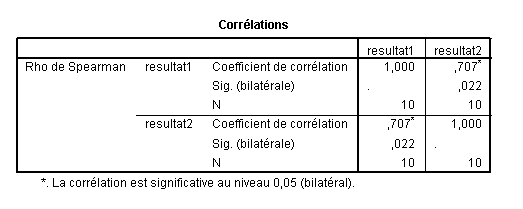 Corrélations
resultat1 resultat2
Rho de Spearman resultat1 Coefficient de corrélation 1,000 ,707*
Sig. (bilatérale) . ,022
N 10 10
resultat2 Coefficient de corrélation ,707* 1,000
Sig. (bilatérale) ,022 .
N 10 10
*. La corrélation est significative au niveau 0,05 (bilatéral).